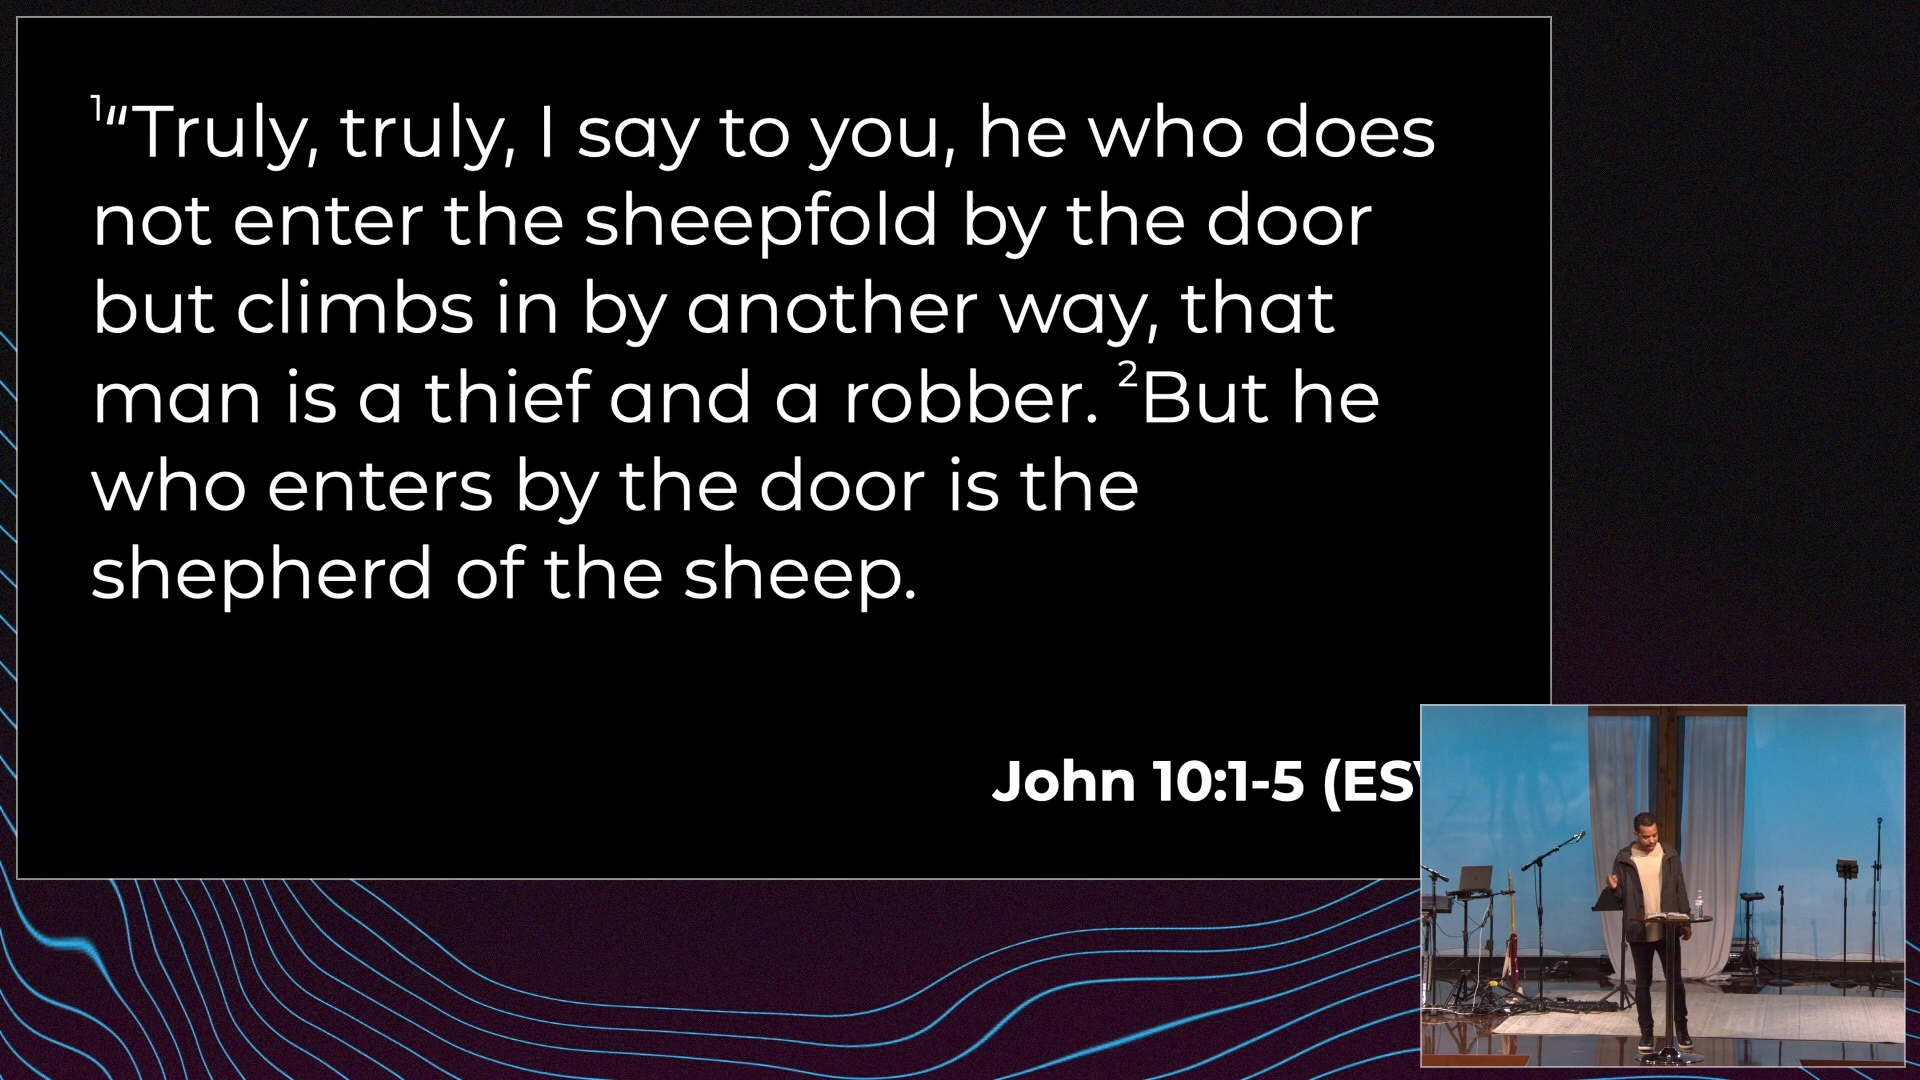 ¹“Truly, truly, I say to you, he who does
not enter the sheepfold by the door
but climbs in by another way, that
man is a thief and a robber. ²But he
who enters by the door is the
shepherd of the sheep.
John 10:1-5 (ES